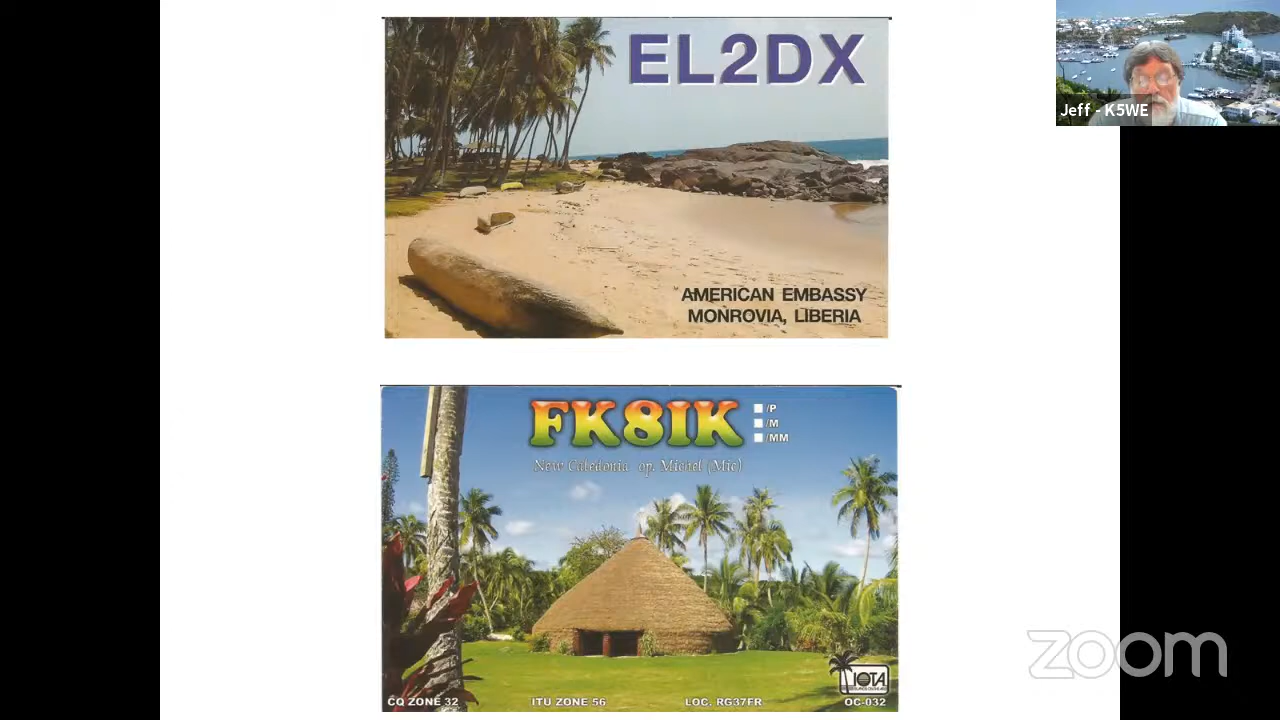 EL2DX
Jeff - K5WE
AMERICAN EMBASSY
MONROVIA, LIBERIA
FK8IK
/P
/M
/MM
New Caledonia op. Michel (Mic)
zoom
IOTA
CQ ZONE 32
ITU ZONE 56
LOC. RG37FR
OC-032